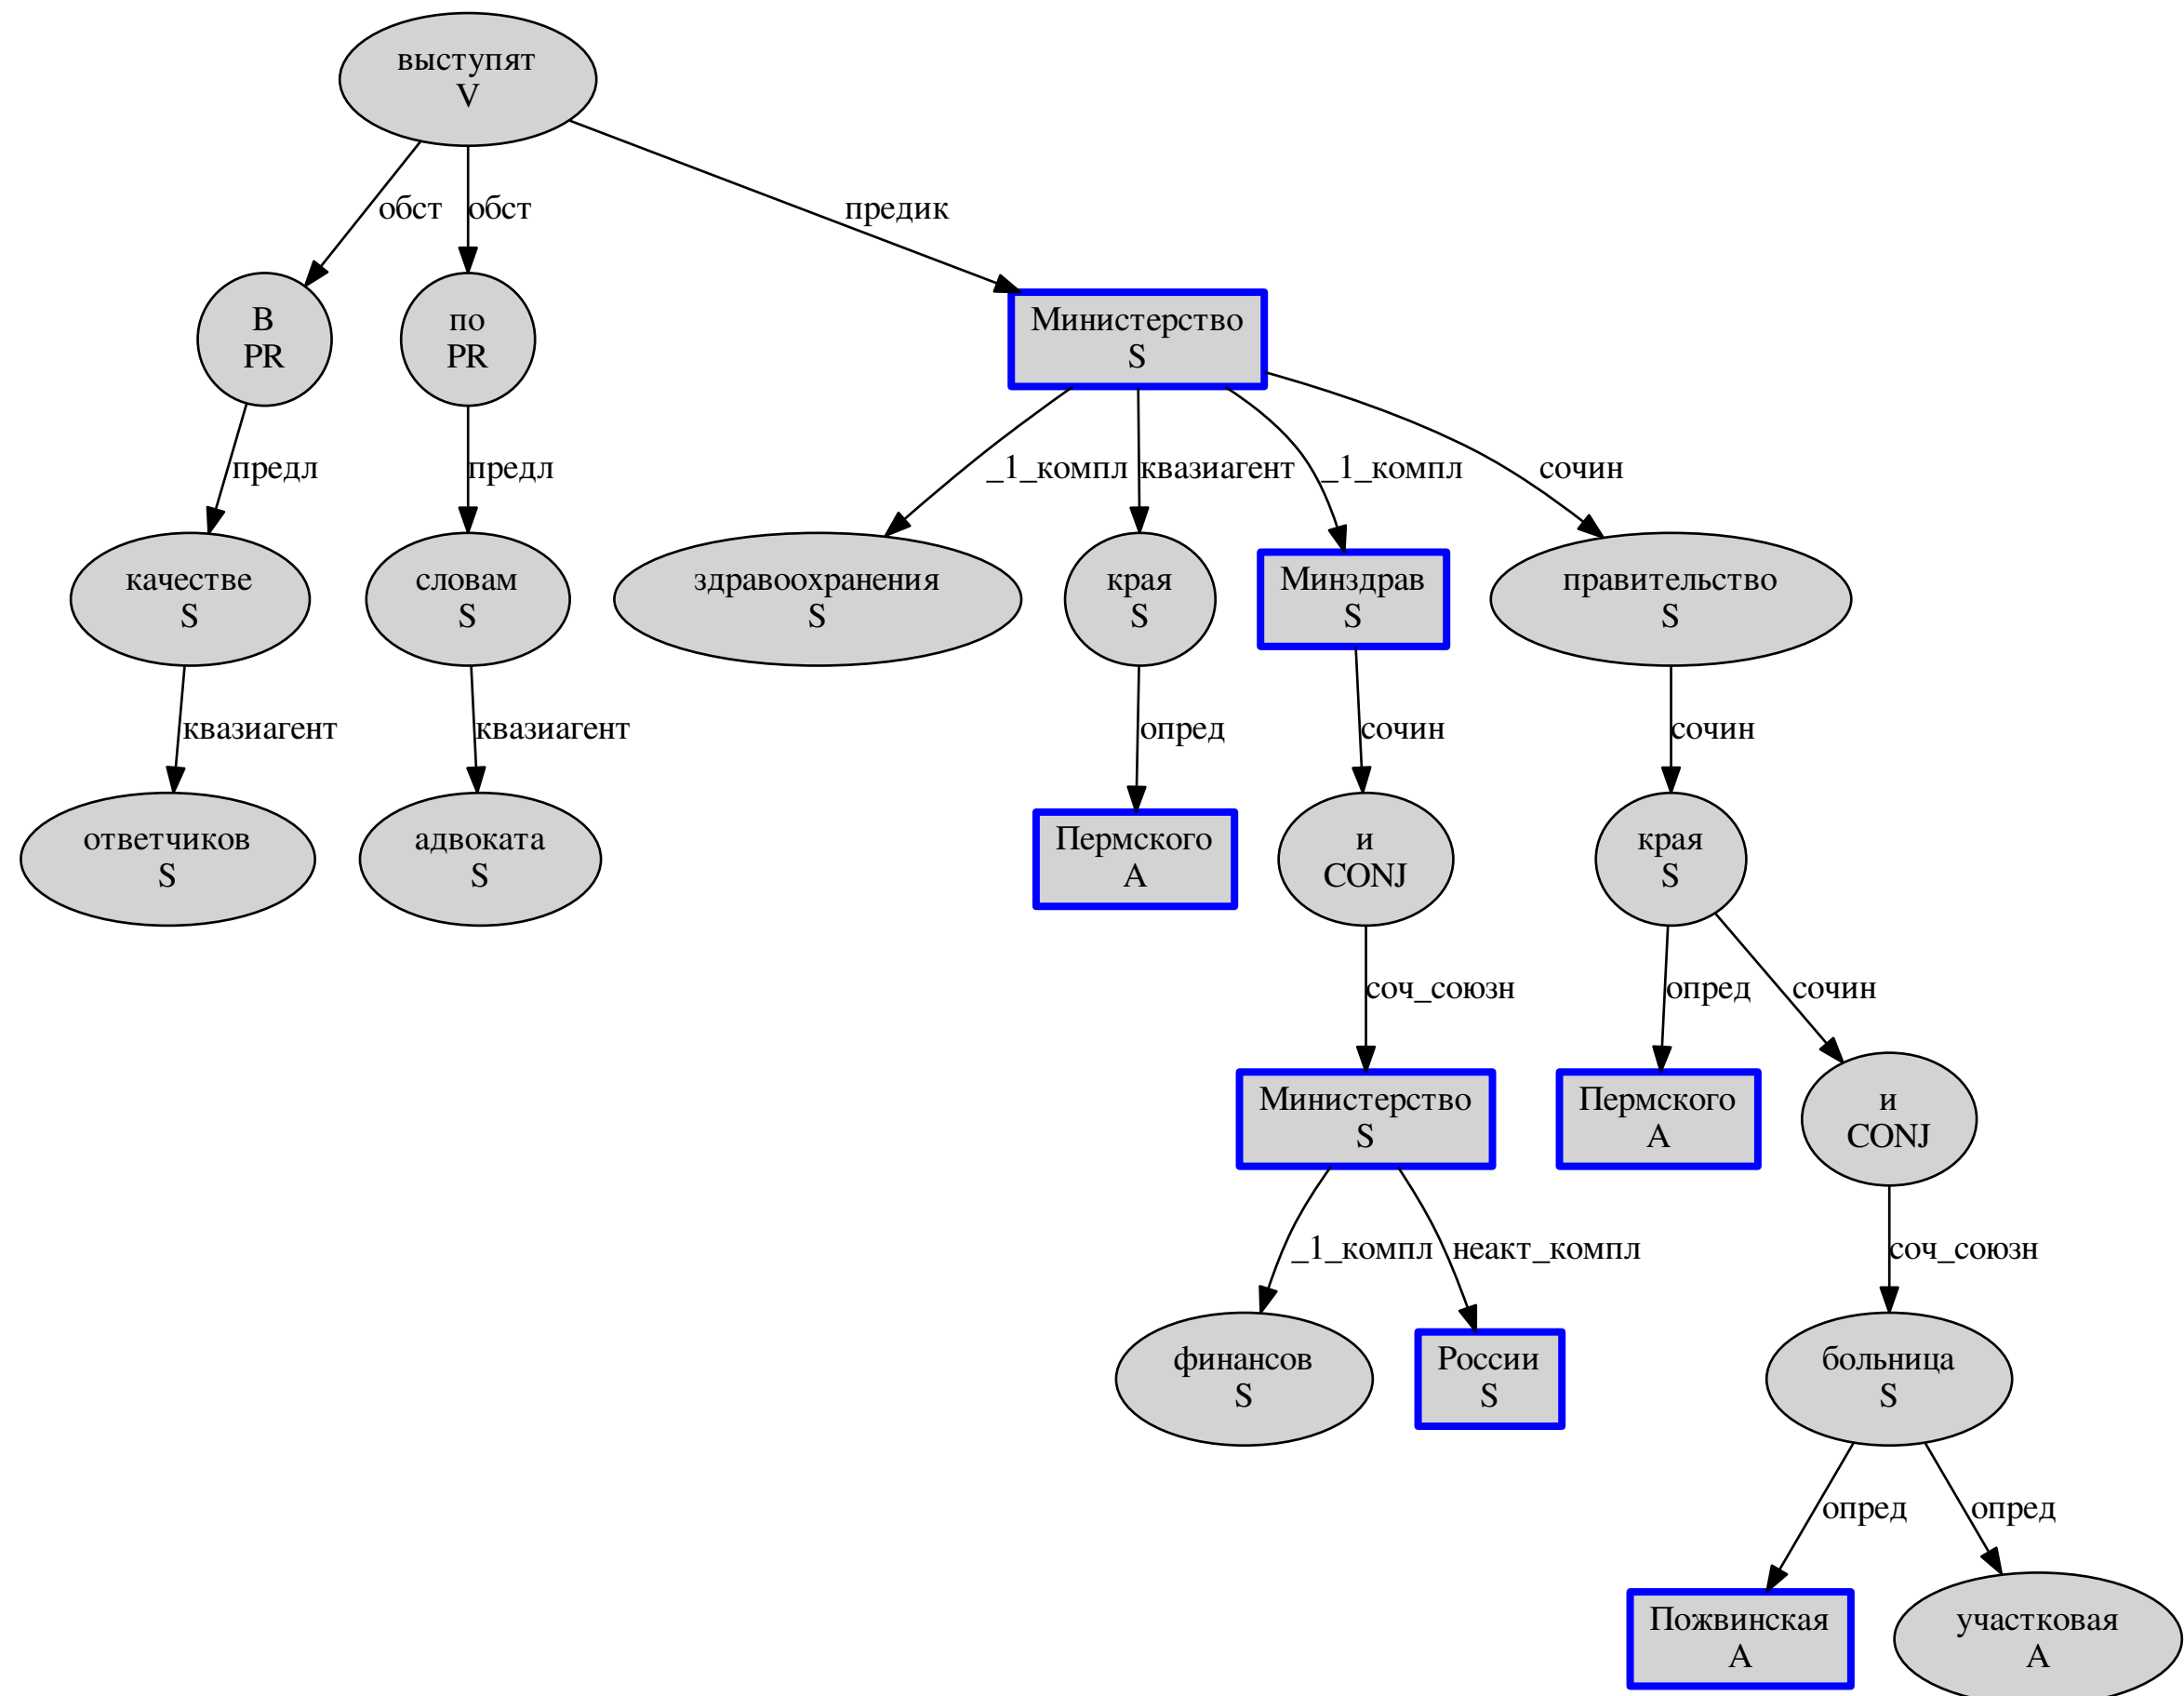 выступят
V
обст
обст
предик
В
PR
по
PR
Министерство
S
предл
предл
_1_компл
квазиагент
_1_компл
сочин
качестве
S
словам
S
здравоохранения
S
края
S
Минздрав
S
правительство
S
квазиагент
квазиагент
опред
сочин
сочин
ответчиков
S
адвоката
S
Пермского
A
и
CONJ
края
S
соч_союзн
опред
сочин
Министерство
S
Пермского
A
и
CONJ
_1_компл
неакт_компл
соч_союзн
финансов
S
России
S
больница
S
опред
опред
Пожвинская
A
участковая
A